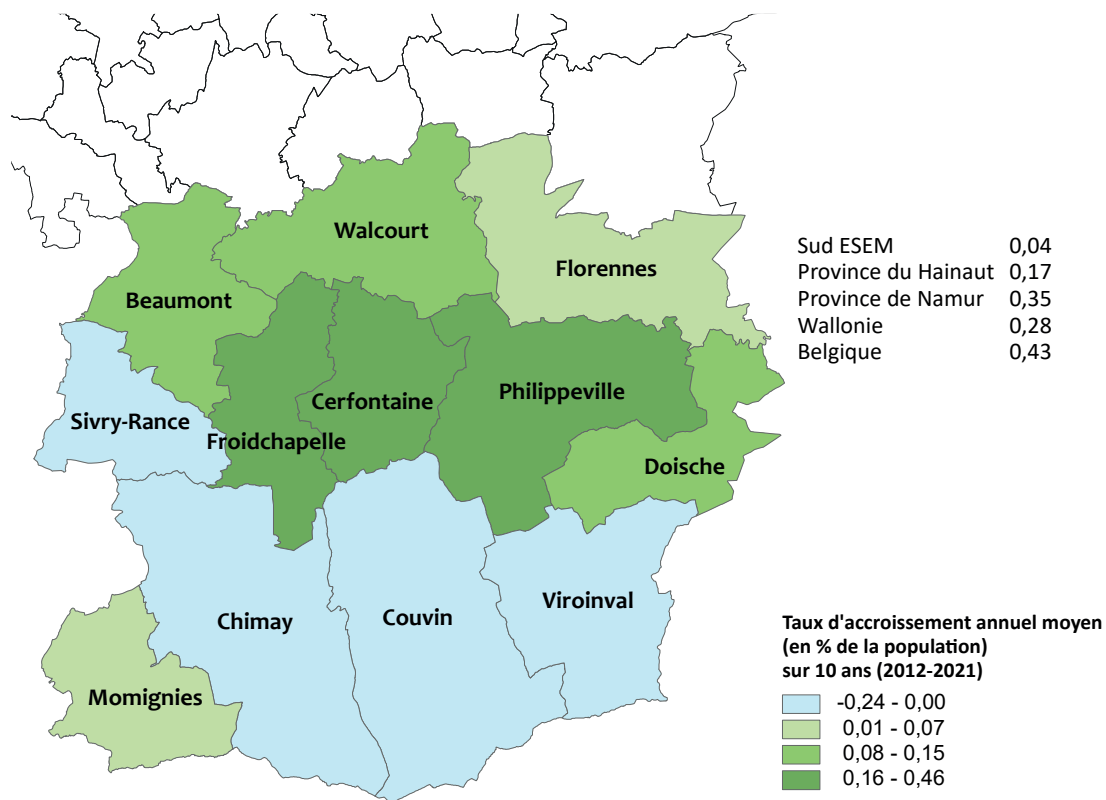 Walcourt
Florennes
Beaumont
Sivry-Rance
Froidchapelle
Cerfontaine
Philippeville
Doische
Chimay
Couvin
Viroinval
Momignies
Sud ESEM 0,04
Province du Hainaut 0,17
Province de Namur 0,35
Wallonie 0,28
Belgique 0,43
Taux d'accroissement annuel moyen
(en % de la population)
sur 10 ans (2012-2021)
-0,24 - 0,00
0,01 - 0,07
0,08 - 0,15
0,16 - 0,46